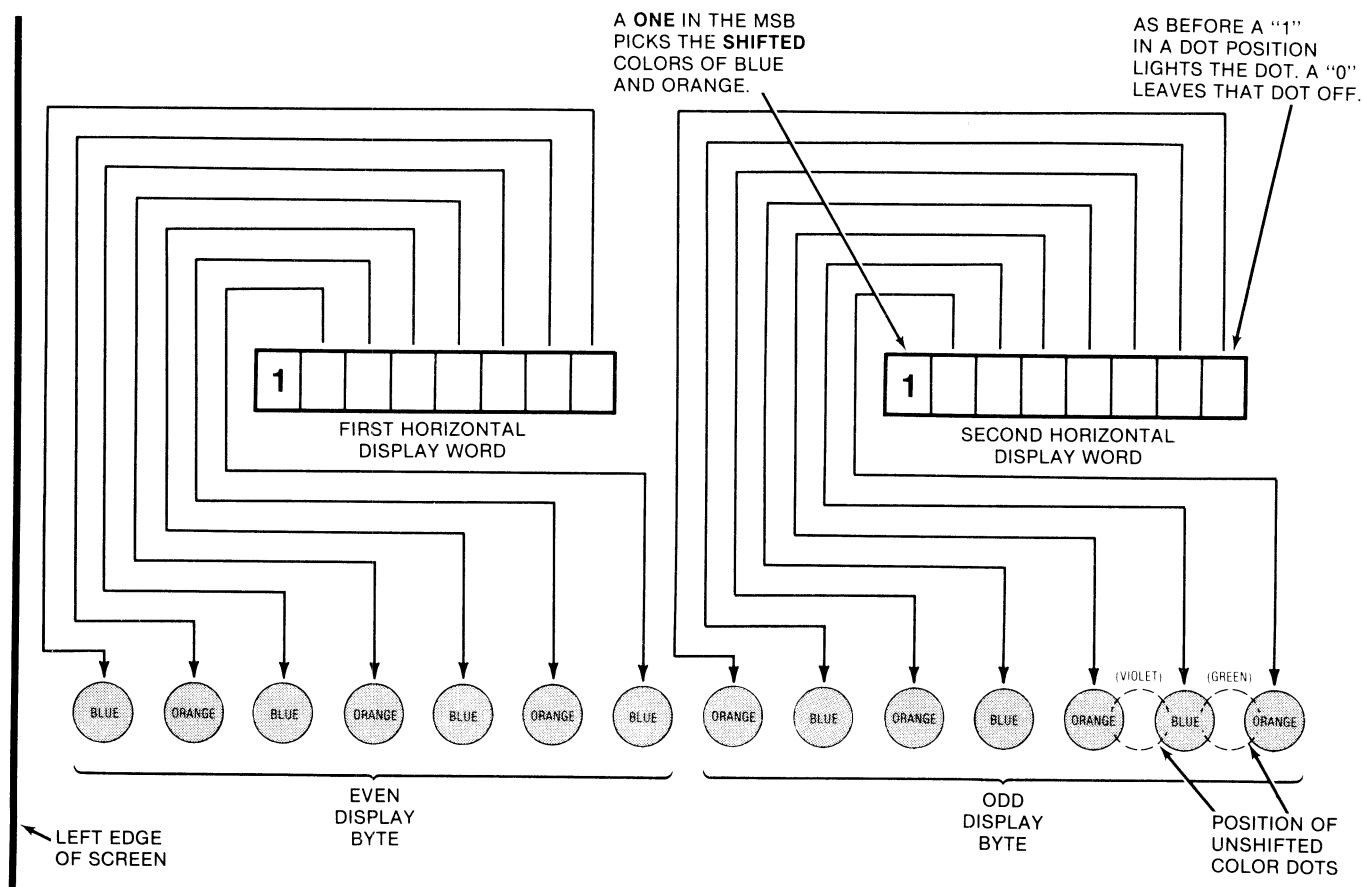 A ONE IN THE MSB
PICKS THE SHIFTED
COLORS OF BLUE
AND ORANGE.
AS BEFORE A “1”
IN A DOT POSITION
LIGHTS THE DOT. A “0”
LEAVES THAT DOT OFF.
1
1
FIRST HORIZONTAL
DISPLAY WORD
SECOND HORIZONTAL
DISPLAY WORD
(VIOLET) (GREEN)
BLUE ORANGE BLUE ORANGE BLUE ORANGE BLUE ORANGE BLUE ORANGE BLUE ORANGE BLUE ORANGE
EVEN
DISPLAY
BYTE
ODD
DISPLAY
BYTE
LEFT EDGE
OF SCREEN
POSITION OF
UNSHIFTED
COLOR DOTS